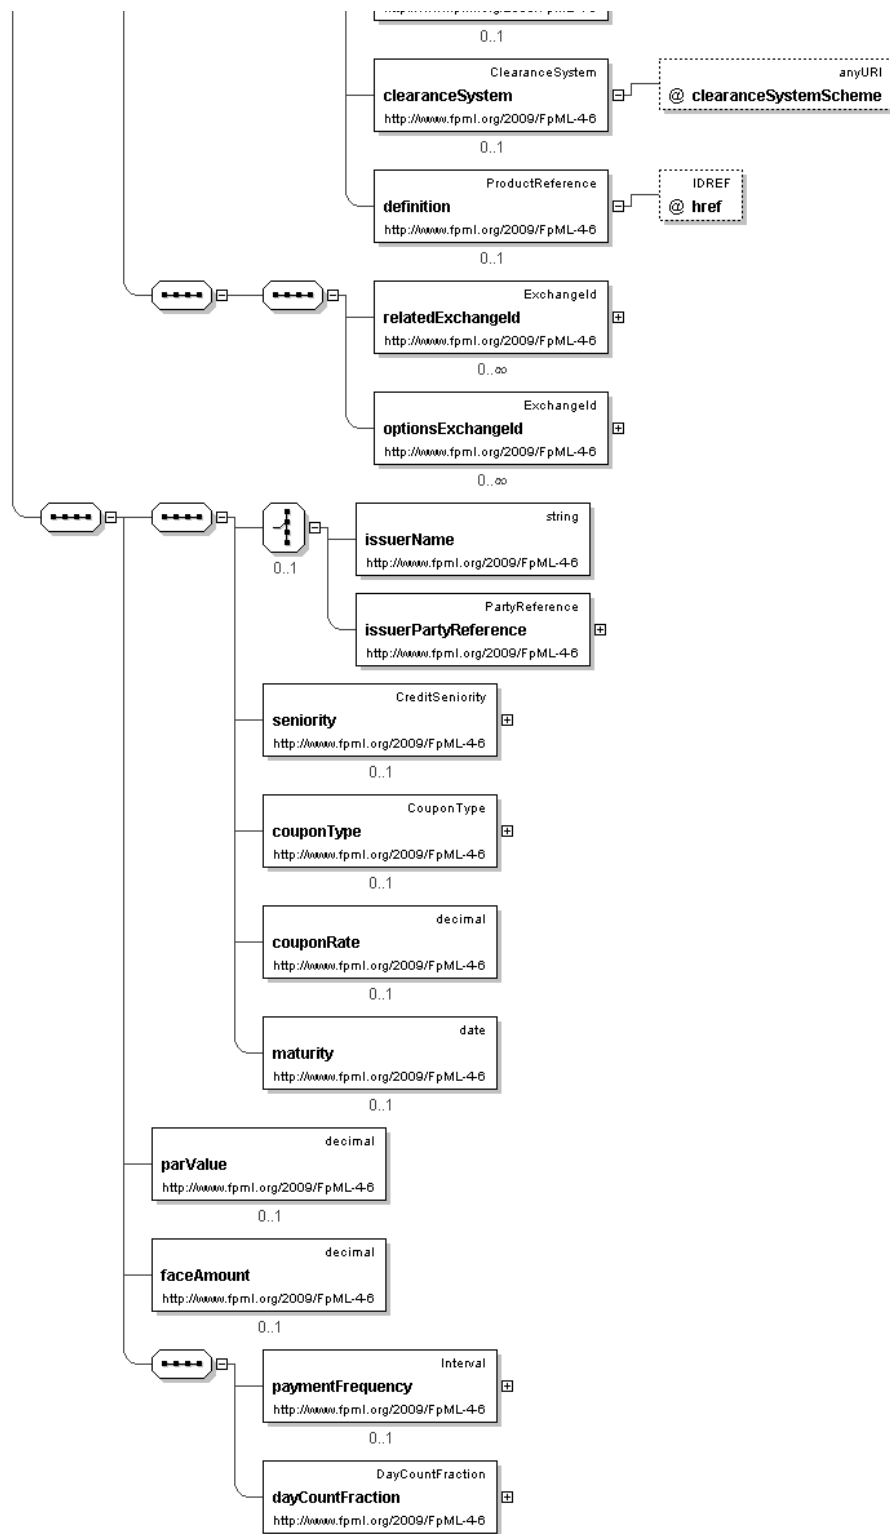 0..1
ClearanceSystem
clearanceSystem
http://www.fpml.org/2009/FpML-4-6
0..1
anyURI
@ clearanceSystemScheme
ProductReference
definition
http://www.fpml.org/2009/FpML-4-6
0..1
IDREF
@ href
ExchangeId
relatedExchangeId
http://www.fpml.org/2009/FpML-4-6
0..∞
ExchangeId
optionsExchangeId
http://www.fpml.org/2009/FpML-4-6
0..∞
0..1
string
issuerName
http://www.fpml.org/2009/FpML-4-6
PartyReference
issuerPartyReference
http://www.fpml.org/2009/FpML-4-6
CreditSeniority
seniority
http://www.fpml.org/2009/FpML-4-6
0..1
CouponType
couponType
http://www.fpml.org/2009/FpML-4-6
0..1
decimal
couponRate
http://www.fpml.org/2009/FpML-4-6
0..1
date
maturity
http://www.fpml.org/2009/FpML-4-6
0..1
decimal
parValue
http://www.fpml.org/2009/FpML-4-6
0..1
decimal
faceAmount
http://www.fpml.org/2009/FpML-4-6
0..1
Interval
paymentFrequency
http://www.fpml.org/2009/FpML-4-6
0..1
DayCountFraction
dayCountFraction
http://www.fpml.org/2009/FpML-4-6